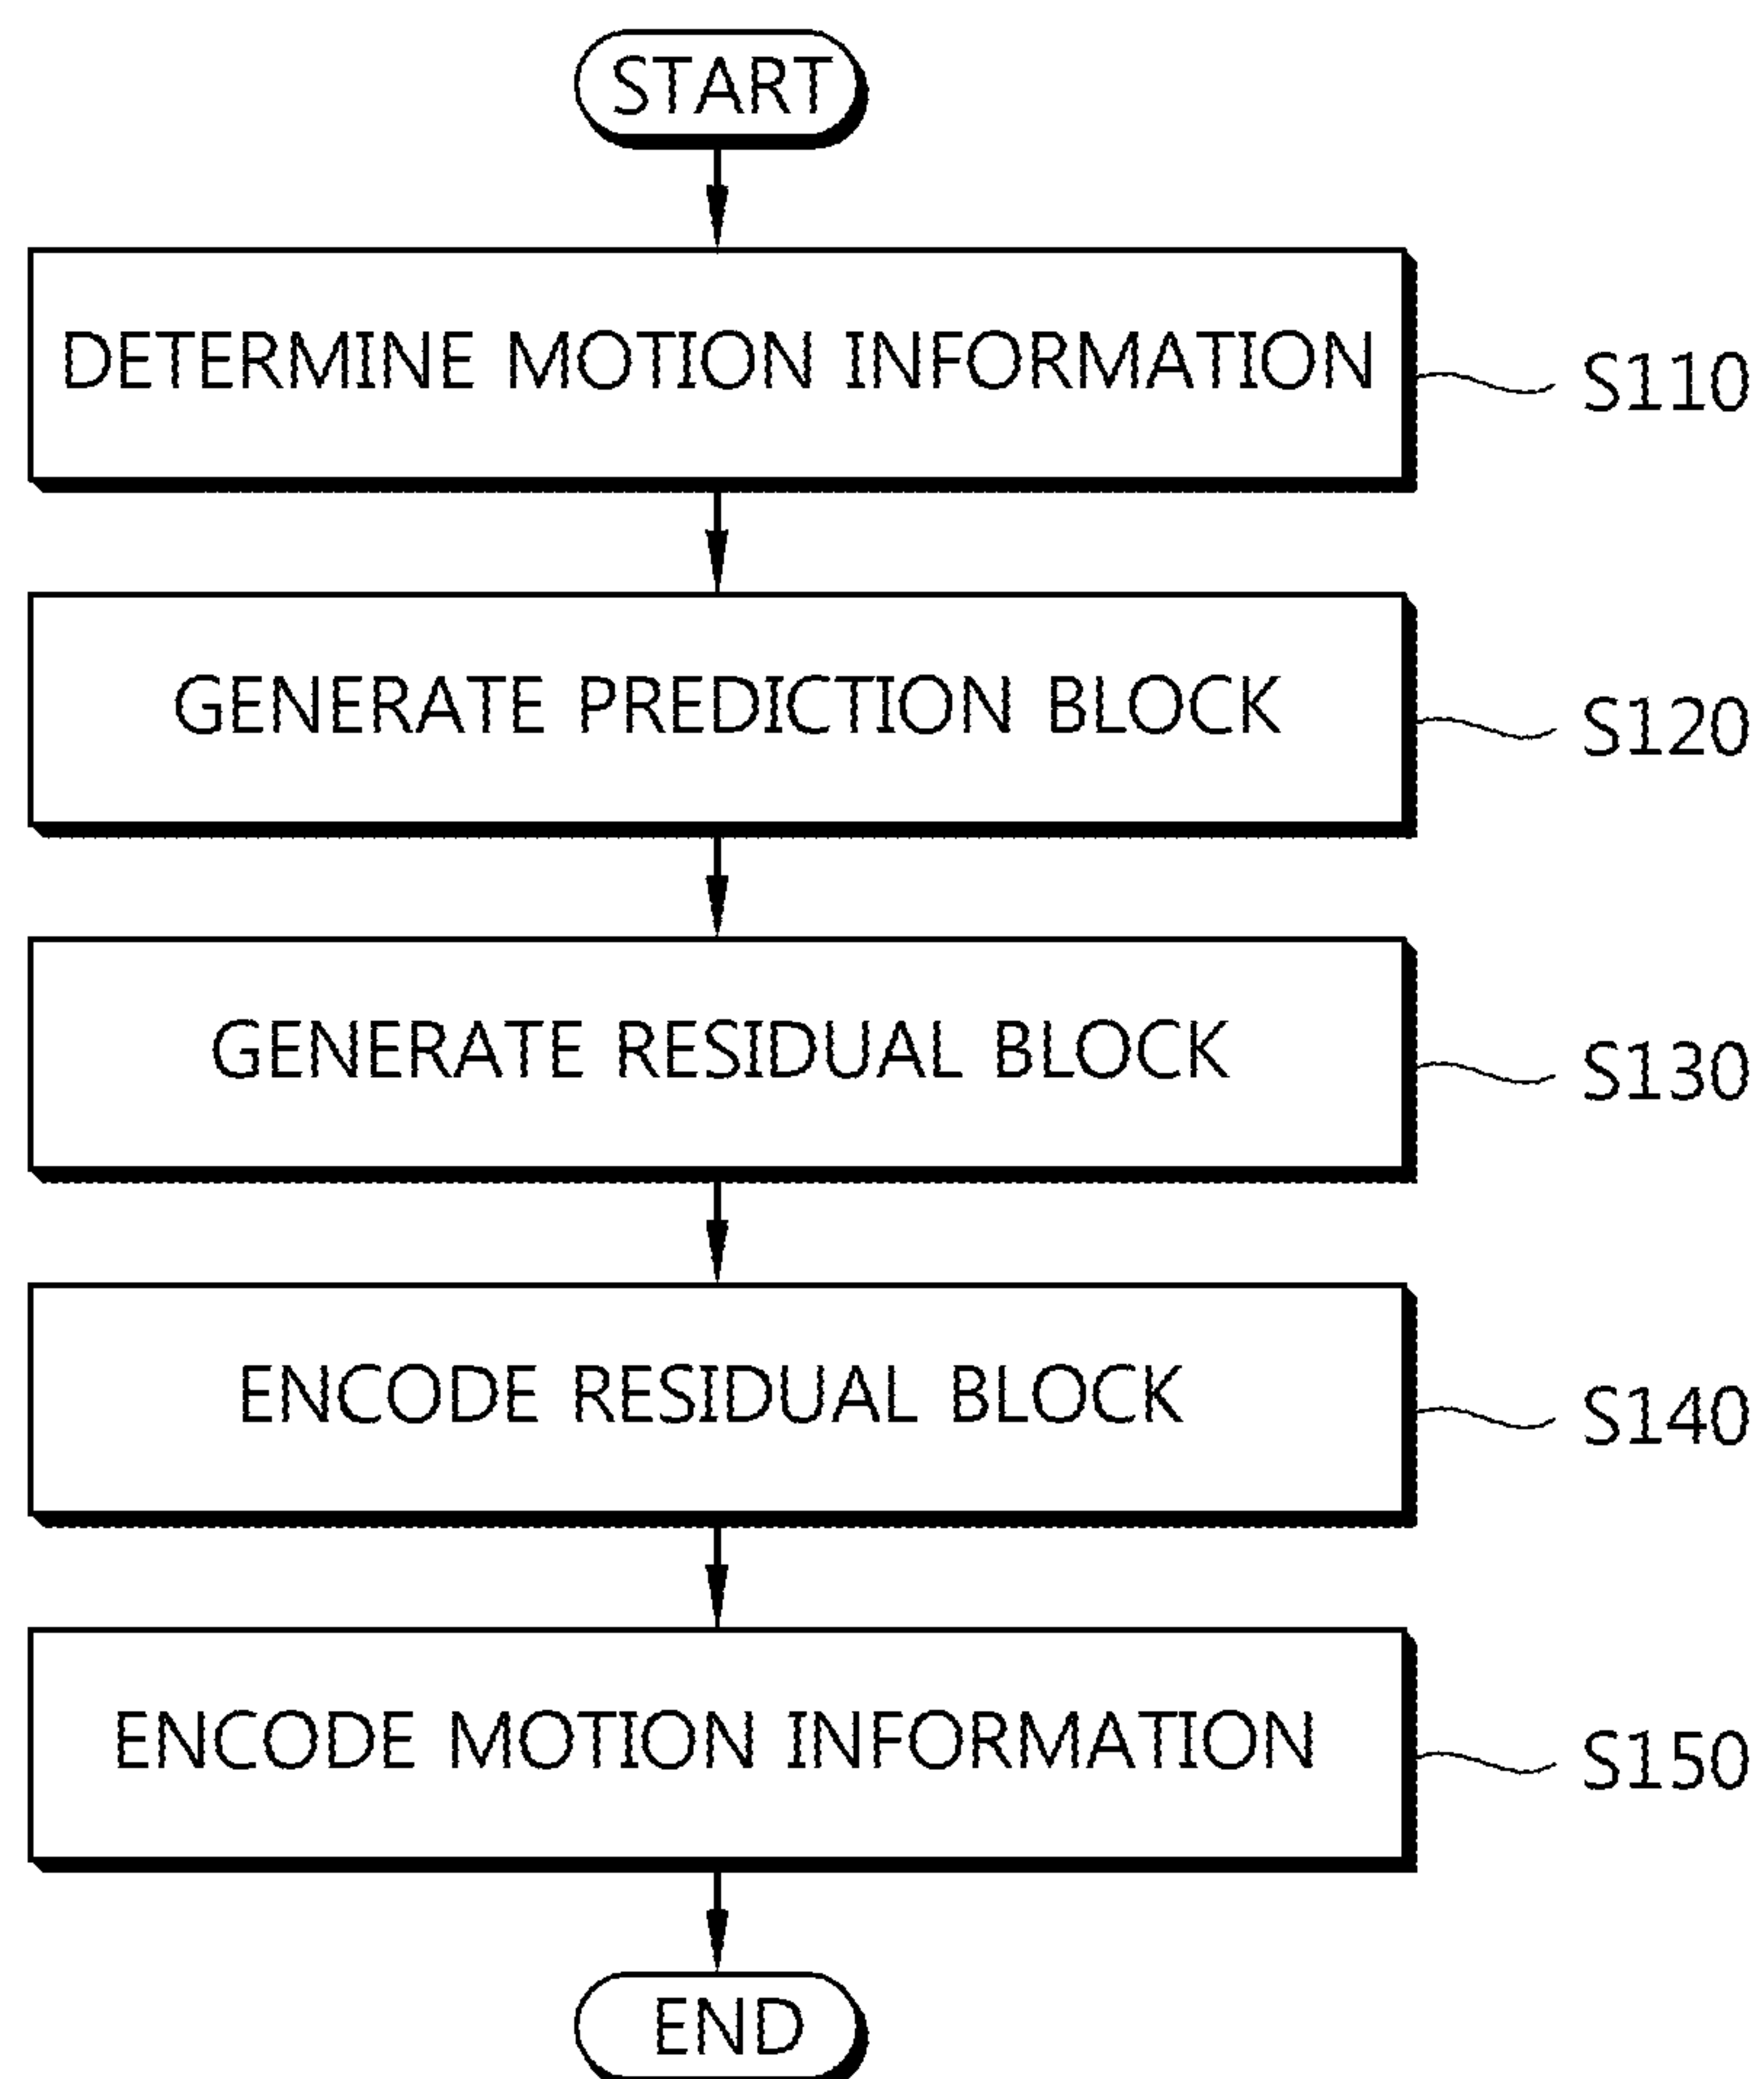 START
DETERMINE MOTION INFORMATION
S110
GENERATE PREDICTION BLOCK
S120
GENERATE RESIDUAL BLOCK
S130
ENCODE RESIDUAL BLOCK
S140
ENCODE MOTION INFORMATION
S150
END